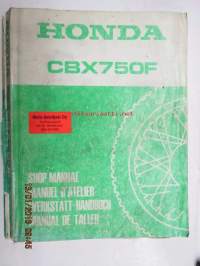 HONDA
CBX750F
SHOP MANUAL
MANUEL D'ATELIER
WERKSTATT-HANDBUCH
MANUAL DE TALLER